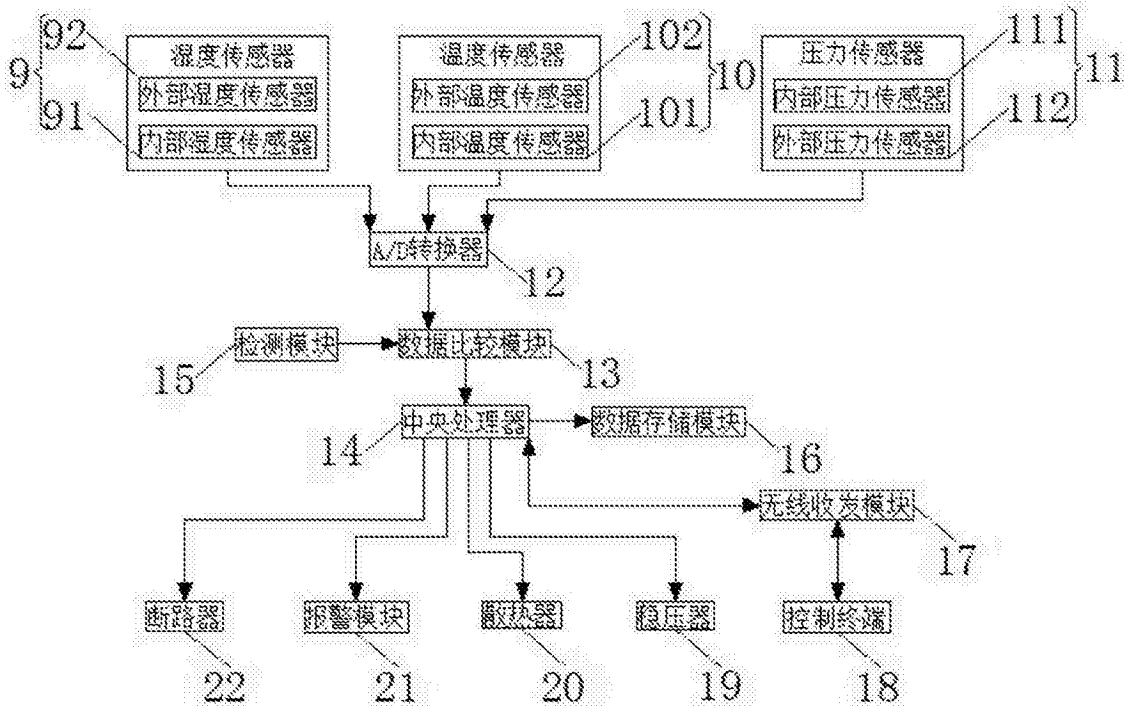 92
湿度传感器
9
外部湿度传感器
91
内部湿度传感器
温度传感器
102
外部温度传感器
10
101
内部温度传感器
压力传感器
111
内部压力传感器
11
112
外部压力传感器
A/D转换器
12
检测模块
15
数据比较模块
13
中央处理器
14
数据存储模块
16
无线收发模块
17
断路器
报警模块
散热器
稳压器
控制终端
22
21
20
19
18